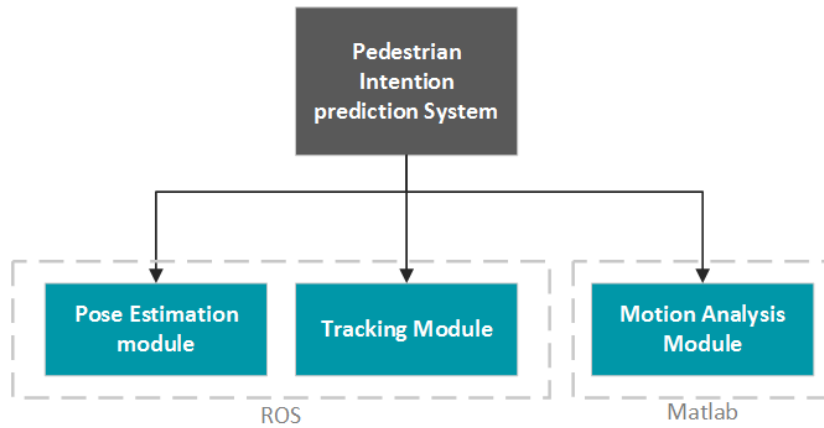 Pedestrian
Intention
prediction System
Pose Estimation
module
Tracking Module
Motion Analysis
Module
ROS
Matlab